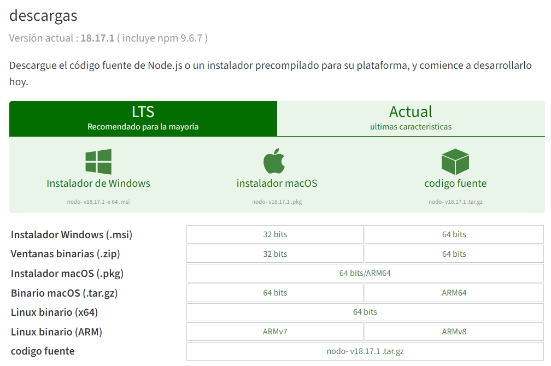 descargas
Versión actual : 18.17.1 ( incluye npm 9.6.7 )
Descargue el código fuente de Node.js o un instalador precompilado para su plataforma, y comience a desarrollarlo
hoy.
LTS
Recomendado para la mayoría
Actual
ultimas caracteristicas
Instalador de Windows
nodo- v18.17.1 -x 64 .msi
instalador macOS
nodo- v18.17.1 .pkg
codigo fuente
nodo- v18.17.1 .tar.gz
Instalador Windows (.msi) 32 bits 64 bits
Ventanas binarias (.zip) 32 bits 64 bits
Instalador macOS (.pkg) 64 bits/ARM64
Binario macOS (.tar.gz) 64 bits ARM64
Linux binario (x64) 64 bits
Linux binario (ARM) ARMv7 ARMv8
codigo fuente nodo- v18.17.1 .tar.gz